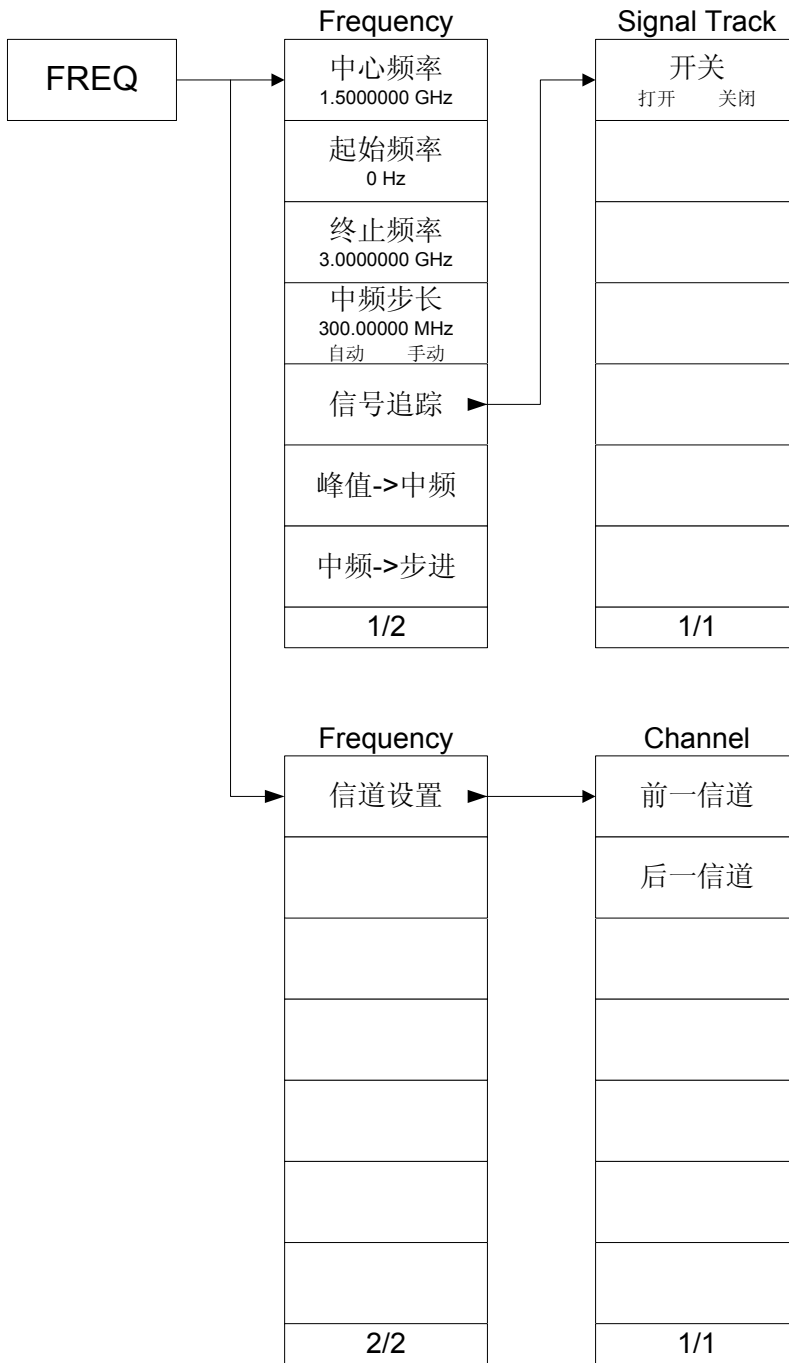 FREQ
Frequency
中心频率
1.5000000 GHz
起始频率
0 Hz
终止频率
3.0000000 GHz
中频步长
300.00000 MHz
自动 手动
信号追踪
峰值->中频
中频->步进
1/2
Signal Track
开关
打开 关闭
1/1
Frequency
信道设置
2/2
Channel
前一信道
后一信道
1/1